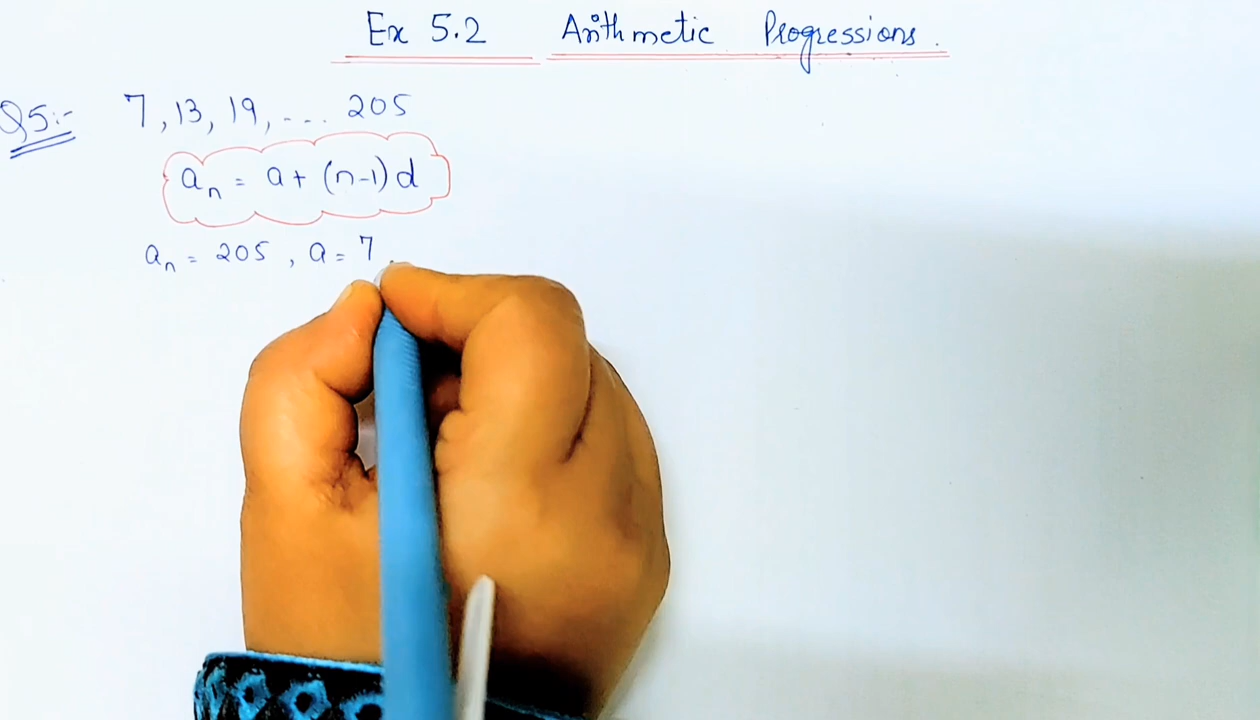 Ex 5.2 Arithmetic Progressions.
Q5:- 7, 13, 19, ... 205
aₙ = a + (n-1) d
aₙ = 205, a = 7,